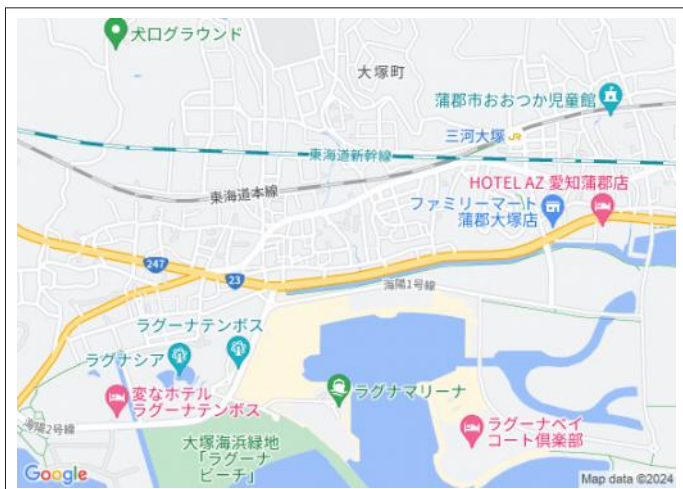 犬口グラウンド
大塚町
蒲郡市おおつか児童館
三河大塚
JR
東海道新幹線
東海道本線
HOTEL AZ 愛知蒲郡店
ファミリーマート
蒲郡大塚店
247
23
海陽1号線
ラグーナテンボス
ラグナシア
変なホテル
ラグーナテンボス
ラグナマリーナ
海陽2号線
大塚海浜緑地
「ラグーナ
ビーチ」
ラグーナベイ
コート倶楽部
Google
Map data ©2024